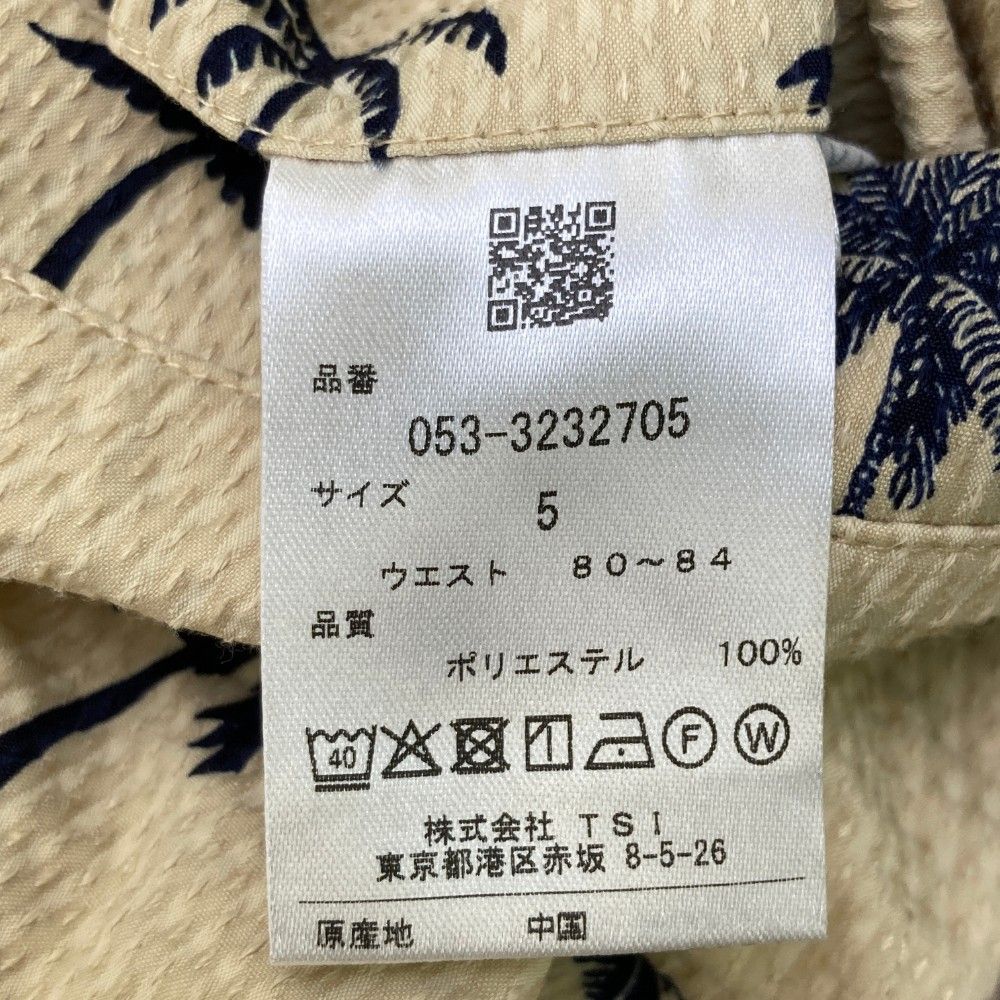 品番
053-3232705
サイズ 5
ウエスト 80～84
品質
ポリエステル 100%
40 F W
株式会社 TSI
東京都港区赤坂 8-5-26
原産地 中国